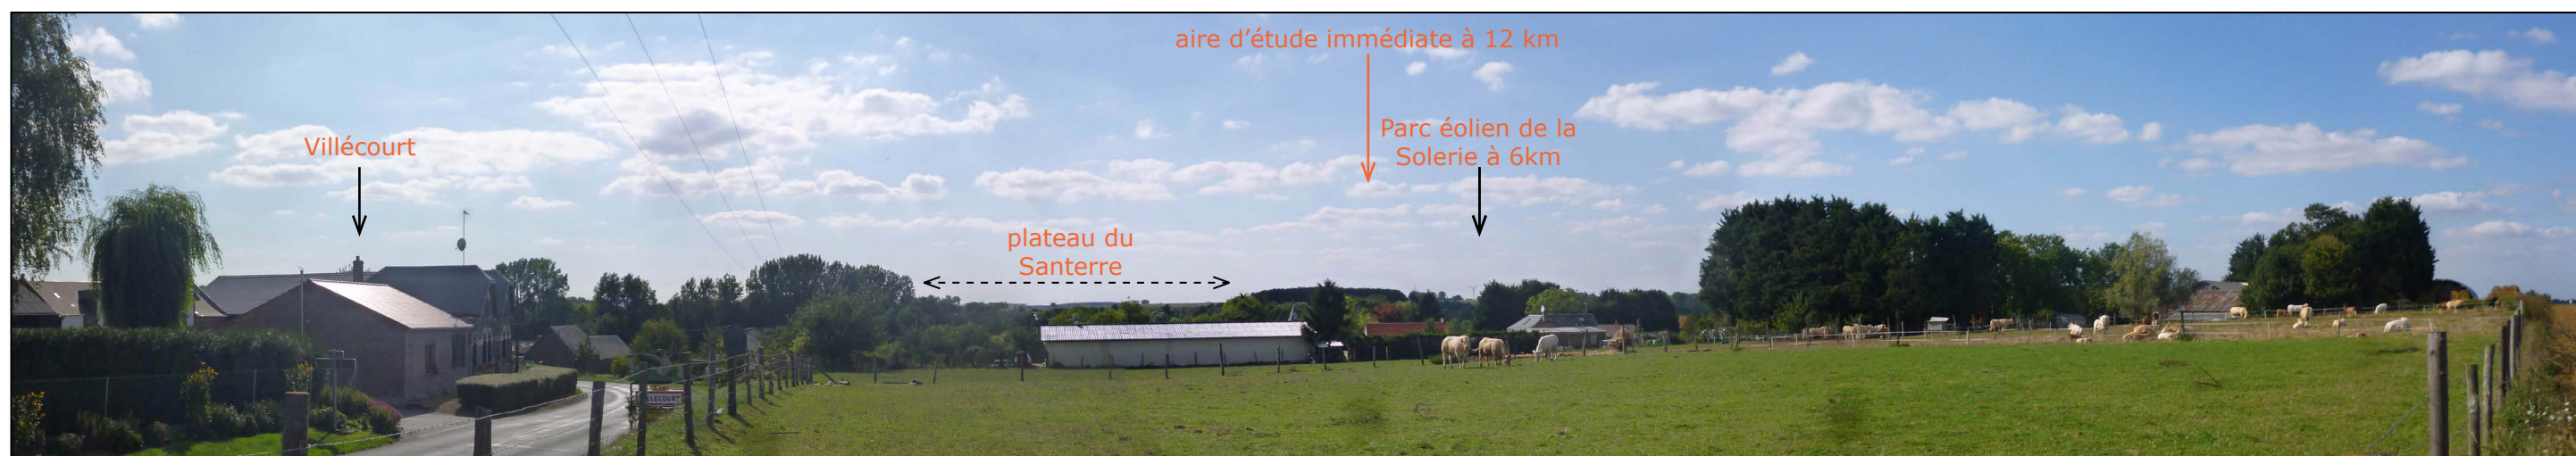 aire d'étude immédiate à 12 km
Parc éolien de la
Solerie à 6km
Villécourt
plateau du
Santerre